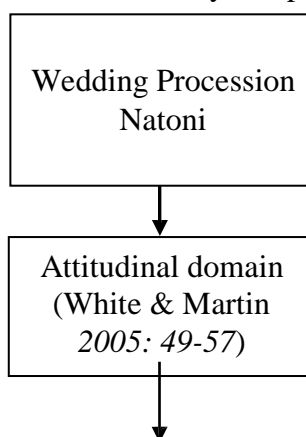 Wedding Procession
Natoni
Attitudinal domain
(White & Martin
2005: 49-57)